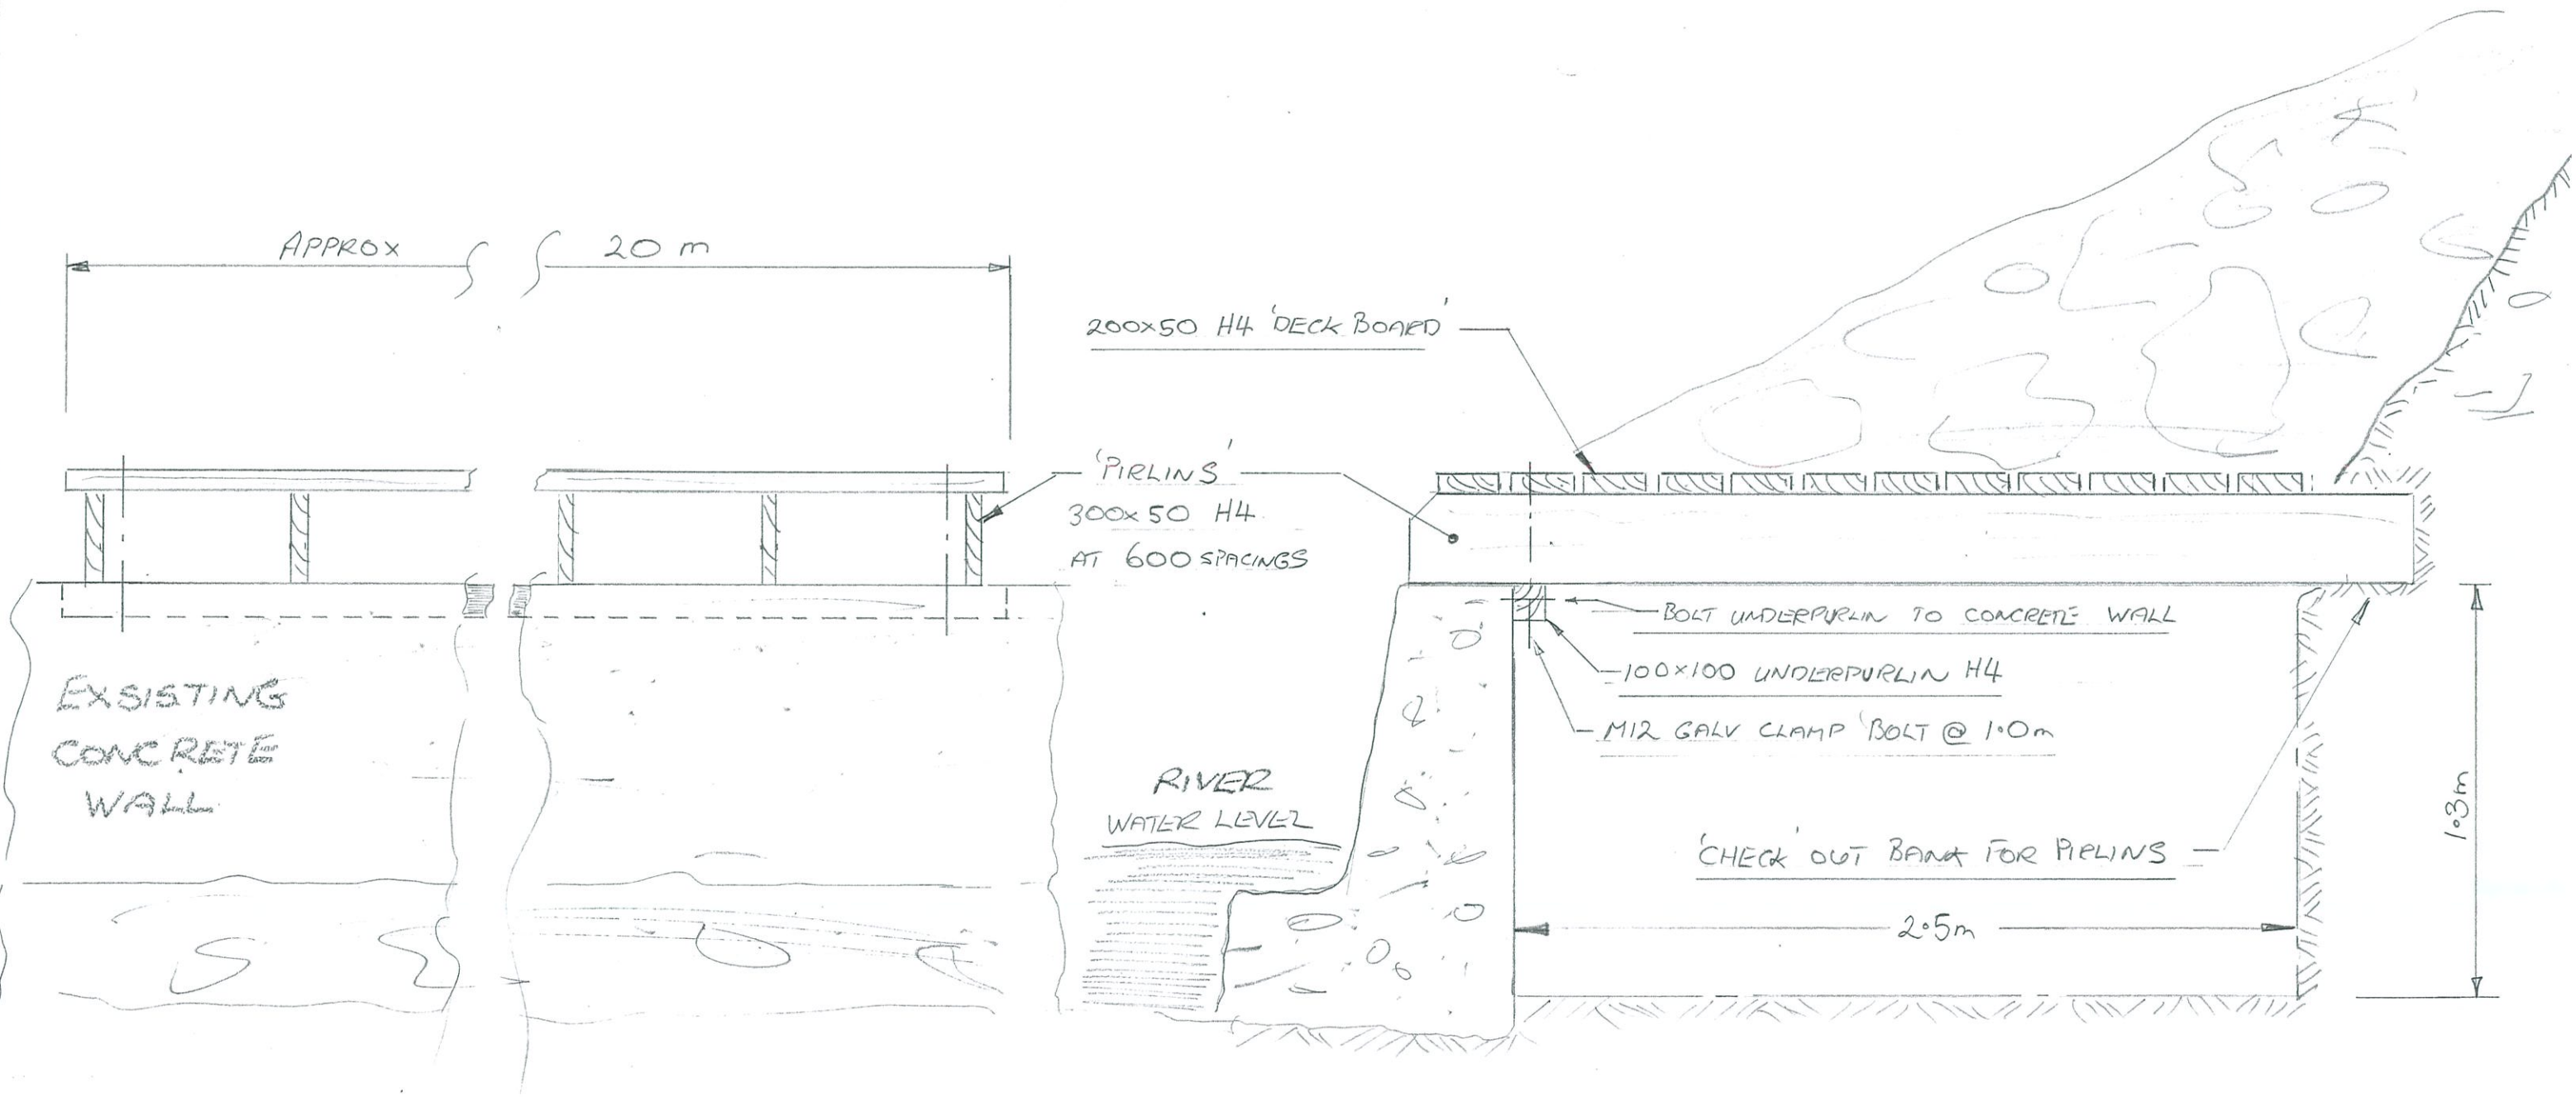 APPROX 20 m
200x50 H4 'DECK BOARD'
'PIRLINS'
300x50 H4
AT 600 SPACINGS
BOLT UNDERPURLIN TO CONCRETE WALL
100x100 UNDERPURLIN H4
M12 GALV CLAMP BOLT @ 1.0m
EXSISTING
CONCRETE
WALL
RIVER
WATER LEVEL
'CHECK' OUT BANK FOR PIRLINS
2.5m
1.3m